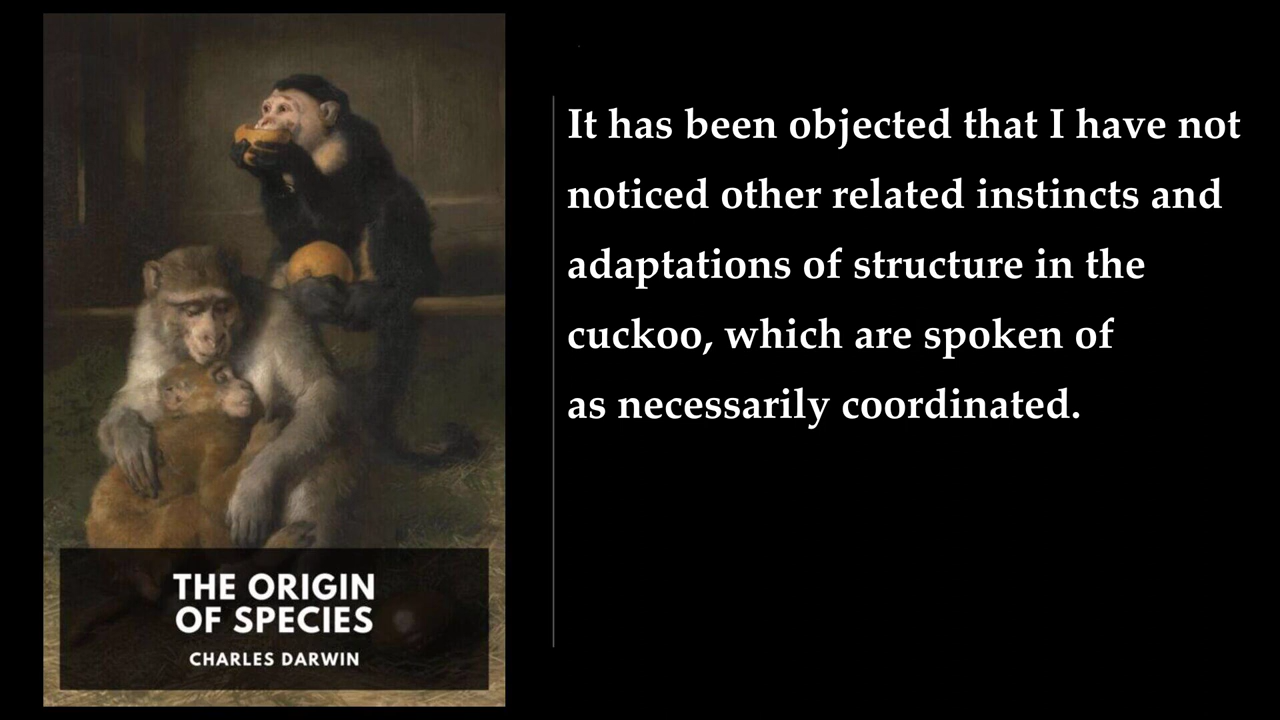 THE ORIGIN
OF SPECIES
CHARLES DARWIN
It has been objected that I have not
noticed other related instincts and
adaptations of structure in the
cuckoo, which are spoken of
as necessarily coordinated.